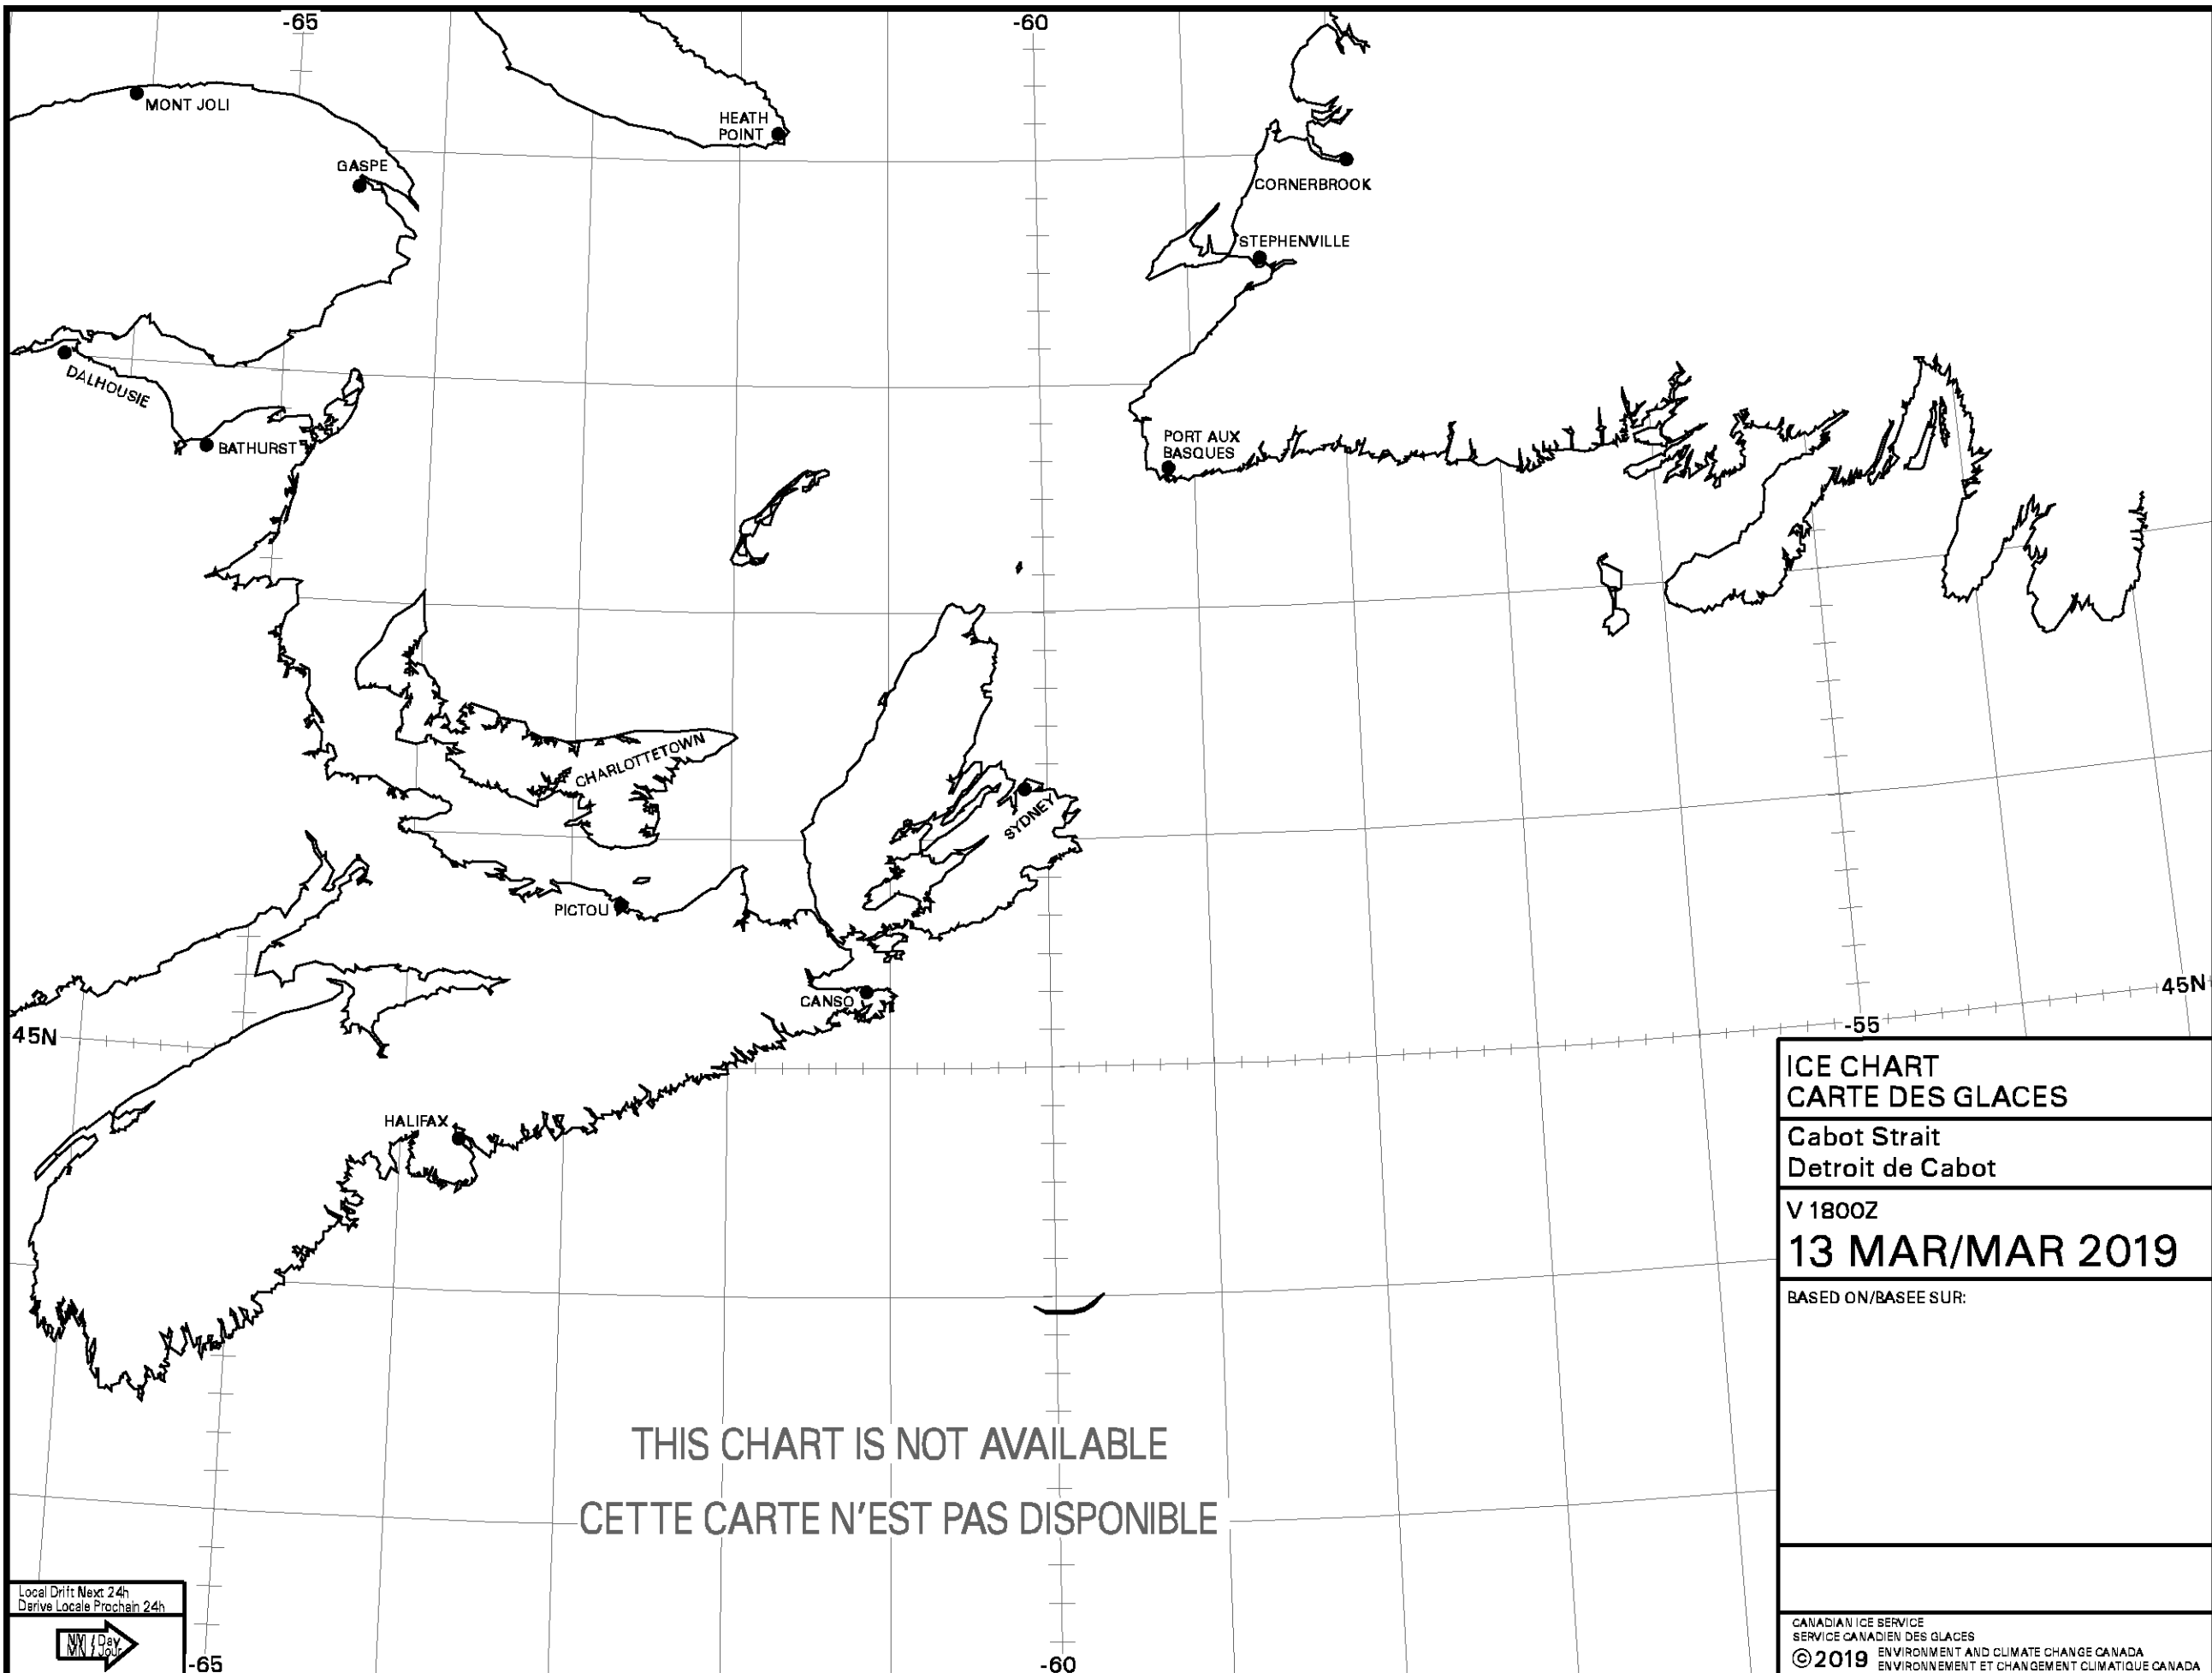 -65
-60
MONT JOLI
HEATH
POINT
GASPE
CORNERBROOK
STEPHENVILLE
DALHOUSIE
BATHURST
PORT AUX
BASQUES
CHARLOTTETOWN
SYDNEY
PICTOU
CANSO
45N
-55
45N
HALIFAX
ICE CHART
CARTE DES GLACES
Cabot Strait
Detroit de Cabot
V 1800Z
13 MAR/MAR 2019
BASED ON/BASEE SUR:
THIS CHART IS NOT AVAILABLE
CETTE CARTE N'EST PAS DISPONIBLE
Local Drift Next 24h
Derive Locale Prochain 24h
NM / Day
MN / Jour
-65
-60
CANADIAN ICE SERVICE
SERVICE CANADIEN DES GLACES
©2019 ENVIRONMENT AND CLIMATE CHANGE CANADA
ENVIRONNEMENT ET CHANGEMENT CLIMATIQUE CANADA